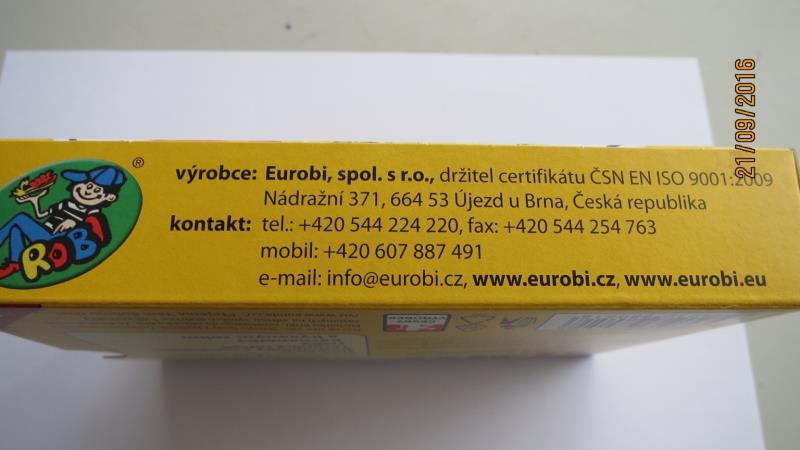 výrobce: Eurobi, spol. s r.o., držitel certifikátu ČSN EN ISO 9001:2009
Nádražní 371, 664 53 Újezd u Brna, Česká republika
kontakt: tel.: +420 544 224 220, fax: +420 544 254 763
mobil: +420 607 887 491
e-mail: info@eurobi.cz, www.eurobi.cz, www.eurobi.eu
®
ROBI
21/09/2016
ČESKÝ
VÝROBEK